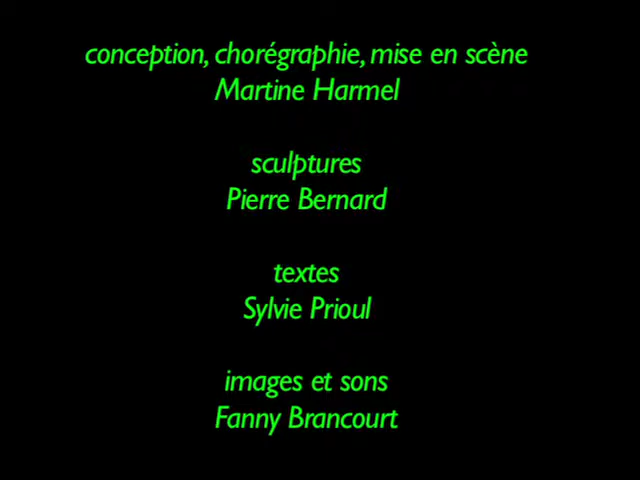 conception, chorégraphie, mise en scène
Martine Harmel
sculptures
Pierre Bernard
textes
Sylvie Prioul
images et sons
Fanny Brancourt